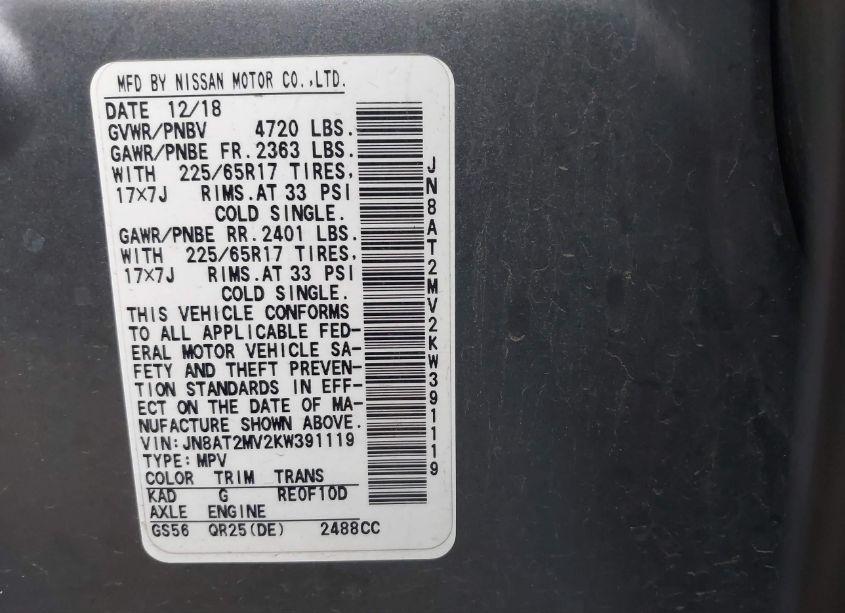 MFD BY NISSAN MOTOR CO.,LTD.
DATE 12/18
GVWR/PNBV 4720 LBS.
GAWR/PNBE FR.2363 LBS.
WITH 225/65R17 TIRES,
17×7J RIMS.AT 33 PSI
COLD SINGLE.
GAWR/PNBE RR.2401 LBS.
WITH 225/65R17 TIRES,
17×7J RIMS.AT 33 PSI
COLD SINGLE.
THIS VEHICLE CONFORMS
TO ALL APPLICABLE FED-
ERAL MOTOR VEHICLE SA-
FETY AND THEFT PREVEN-
TION STANDARDS IN EFF-
ECT ON THE DATE OF MA-
NUFACTURE SHOWN ABOVE.
VIN:JN8AT2MV2KW391119
TYPE:MPV
COLOR TRIM TRANS
KAD G RE0F10D
AXLE ENGINE
GS56 QR25(DE) 2488CC
JN8AT2MV2KW391119